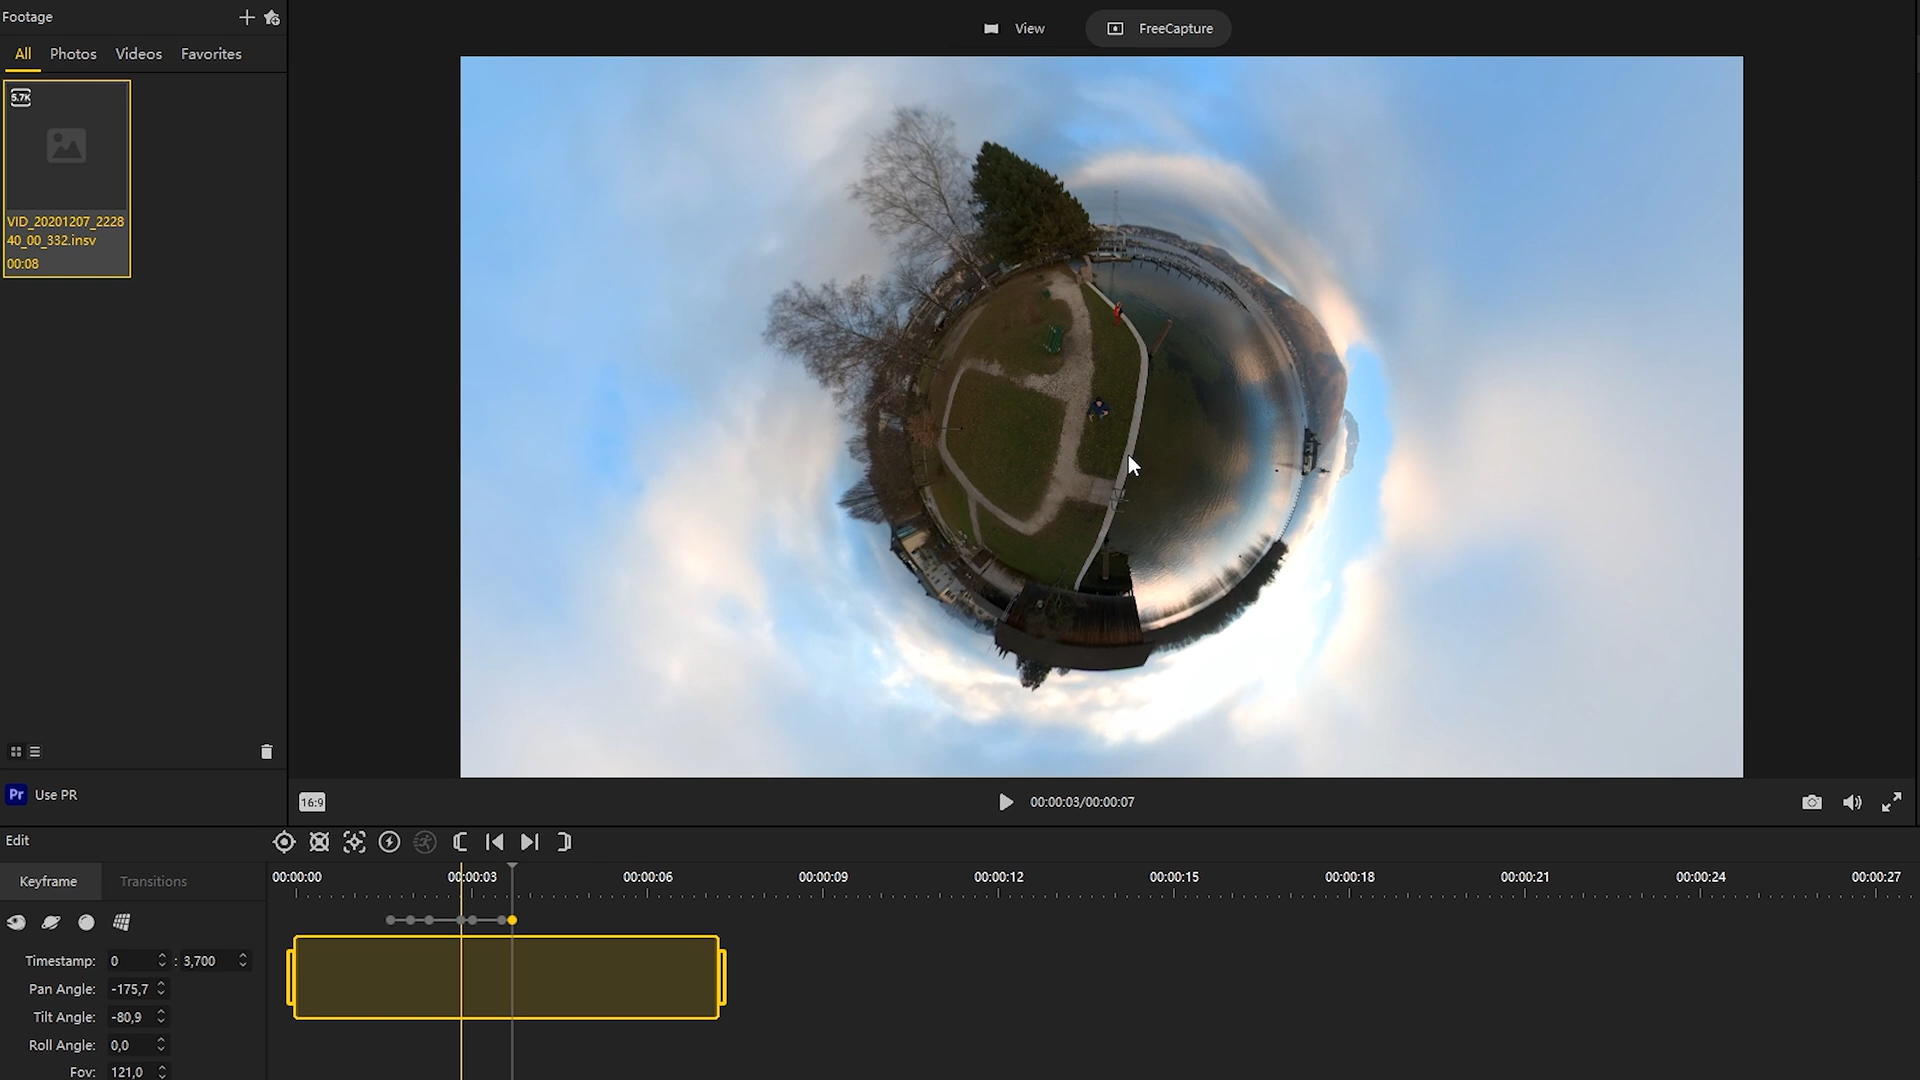 Footage
All Photos Videos Favorites
5.7K
VID_20201207_2228
40_00_332.insv
00:08
Pr Use PR
View FreeCapture
16:9
00:00:03/00:00:07
Edit
Keyframe Transitions
00:00:00 00:00:03 00:00:06 00:00:09 00:00:12 00:00:15 00:00:18 00:00:21 00:00:24 00:00:27
Timestamp: 0 : 3,700
Pan Angle: -175,7
Tilt Angle: -80,9
Roll Angle: 0,0
Fov: 121,0